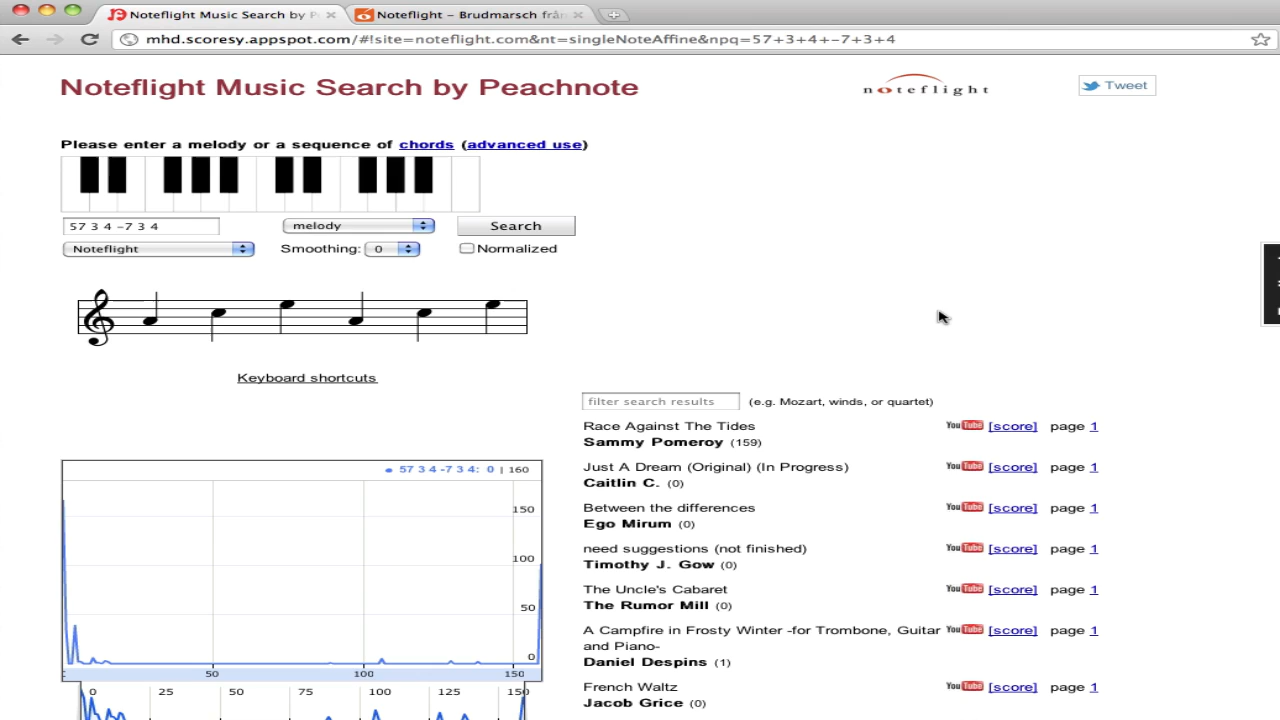 Noteflight Music Search by P
Noteflight – Brudmarsch från
mhd.scoresy.appspot.com/#!site=noteflight.com&nt=singleNoteAffine&npq=57+3+4+-7+3+4
Noteflight Music Search by Peachnote
noteflight
Tweet
Please enter a melody or a sequence of chords (advanced use)
57 3 4 -7 3 4
melody
Search
Noteflight
Smoothing: 0
Normalized
Keyboard shortcuts
filter search results (e.g. Mozart, winds, or quartet)
Race Against The Tides YouTube [score] page 1
Sammy Pomeroy (159)
Just A Dream (Original) (In Progress) YouTube [score] page 1
Caitlin C. (0)
Between the differences YouTube [score] page 1
Ego Mirum (0)
need suggestions (not finished) YouTube [score] page 1
Timothy J. Gow (0)
The Uncle's Cabaret YouTube [score] page 1
The Rumor Mill (0)
A Campfire in Frosty Winter -for Trombone, Guitar YouTube [score] page 1
and Piano-
Daniel Despins (1)
French Waltz YouTube [score] page 1
Jacob Grice (0)
57 3 4 -7 3 4: 0 | 160
150
100
50
0
50 100 150
0 25 50 75 100 125 150